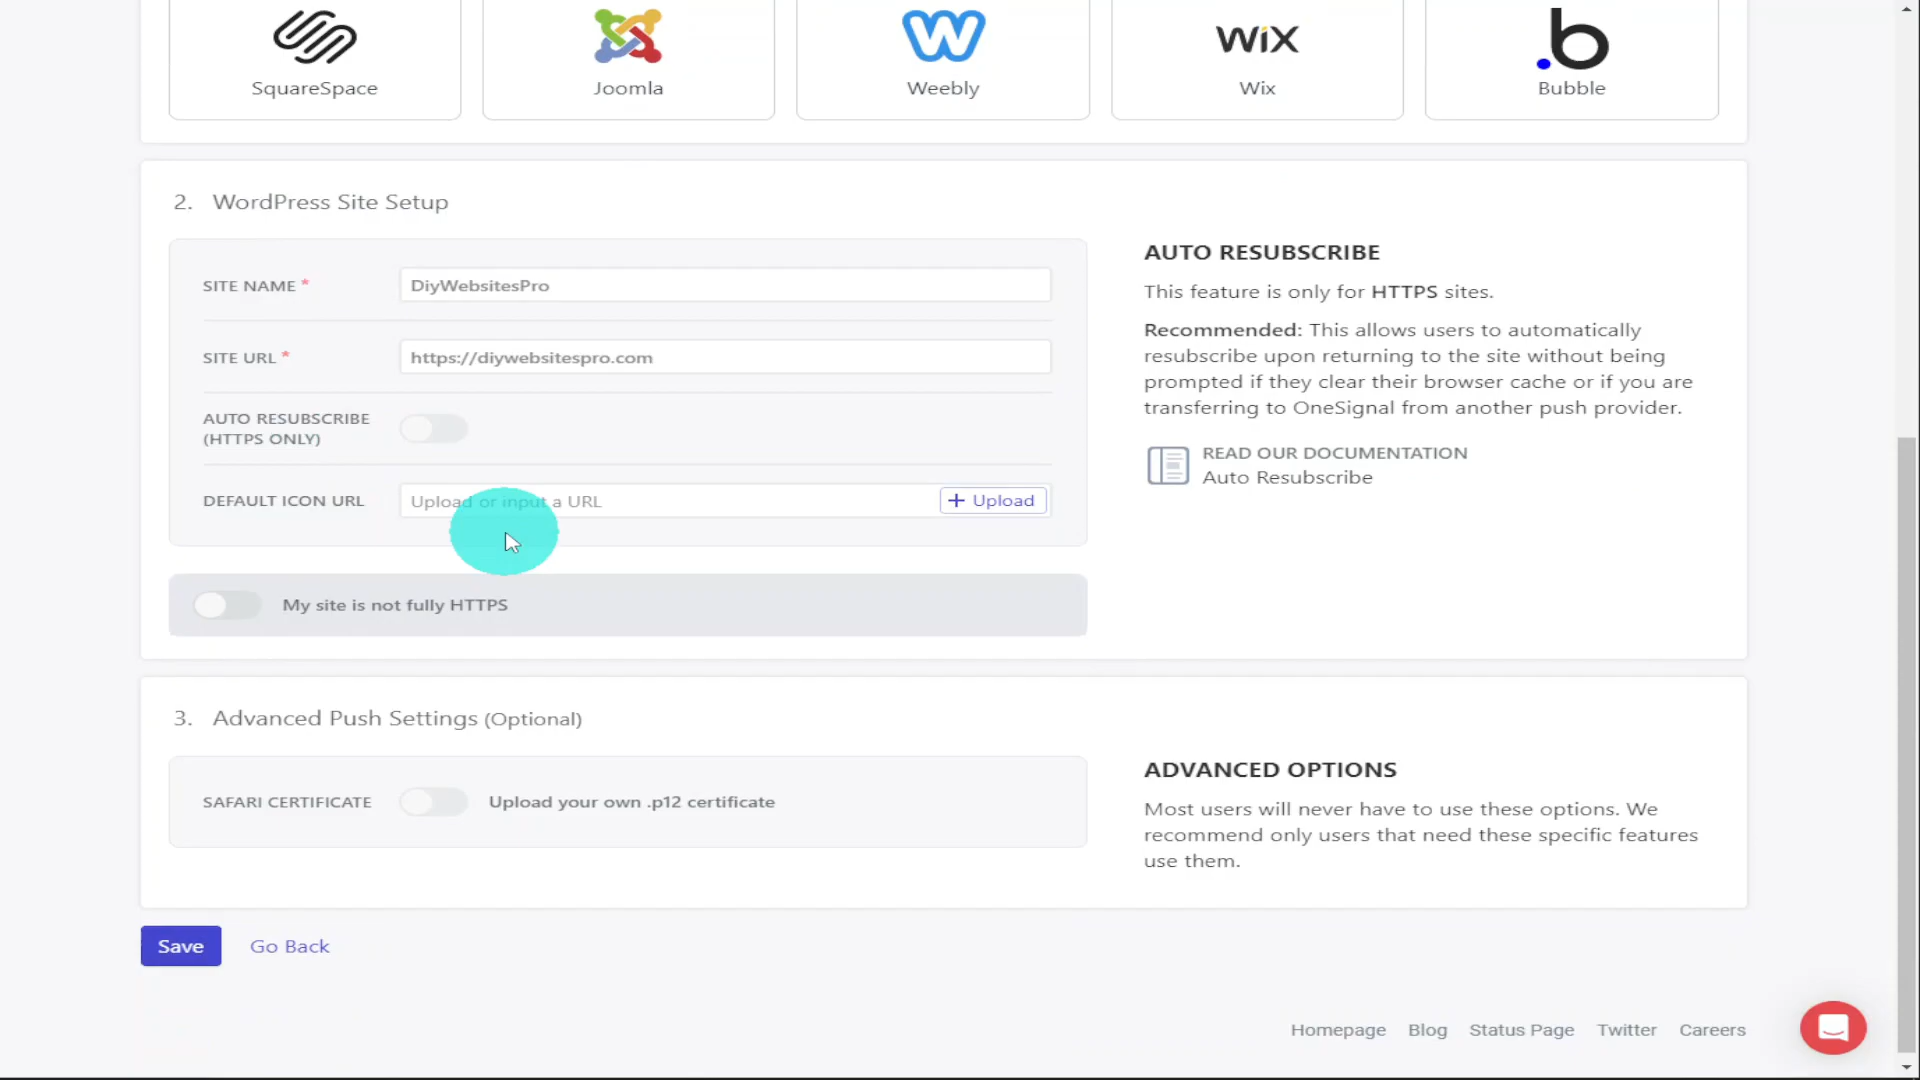 SquareSpace
Joomla
Weebly
WiX
Wix
b
Bubble
2. WordPress Site Setup
SITE NAME *
DiyWebsitesPro
SITE URL *
https://diywebsitespro.com
AUTO RESUBSCRIBE
(HTTPS ONLY)
DEFAULT ICON URL
Upload or input a URL
+ Upload
My site is not fully HTTPS
AUTO RESUBSCRIBE
This feature is only for HTTPS sites.
Recommended: This allows users to automatically
resubscribe upon returning to the site without being
prompted if they clear their browser cache or if you are
transferring to OneSignal from another push provider.
READ OUR DOCUMENTATION
Auto Resubscribe
3. Advanced Push Settings (Optional)
SAFARI CERTIFICATE
Upload your own .p12 certificate
ADVANCED OPTIONS
Most users will never have to use these options. We
recommend only users that need these specific features
use them.
Save
Go Back
Homepage
Blog
Status Page
Twitter
Careers